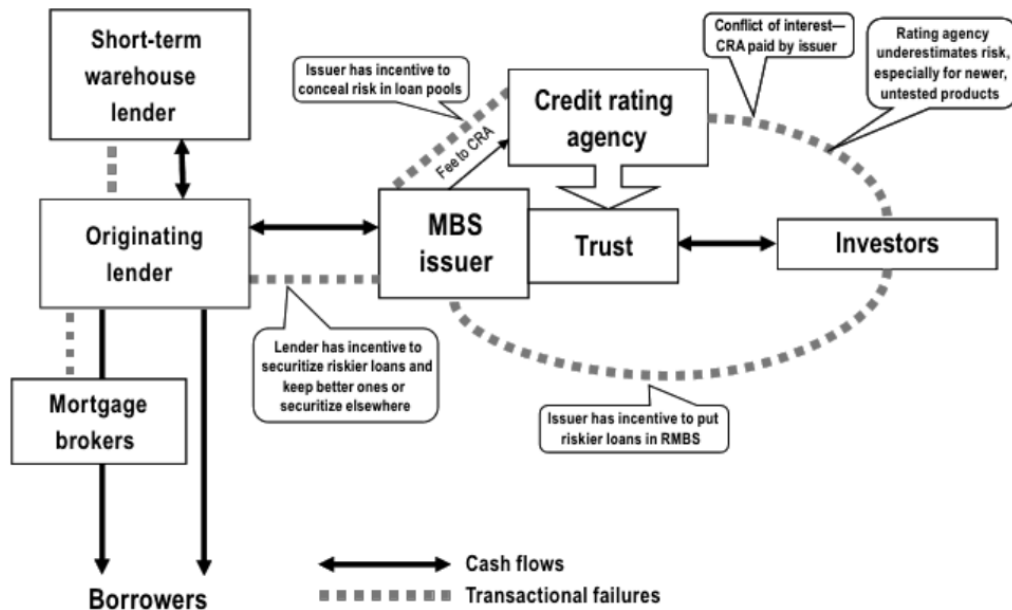 Short-term
warehouse
lender
Issuer has incentive to
conceal risk in loan pools
Conflict of interest—
CRA paid by issuer
Rating agency
underestimates risk,
especially for newer,
untested products
Credit rating
agency
Fee to CRA
Originating
lender
MBS
issuer
Trust
Investors
Lender has incentive to
securitize riskier loans and
keep better ones or
securitize elsewhere
Mortgage
brokers
Issuer has incentive to put
riskier loans in RMBS
Borrowers
Cash flows
Transactional failures